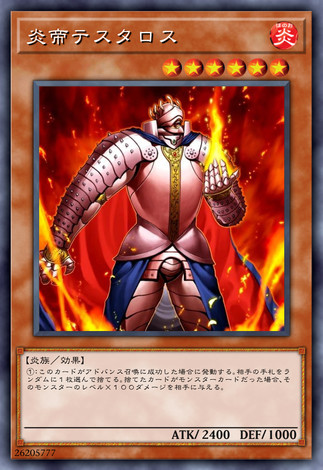 炎帝テスタロス
炎
ほのお
【炎族／効果】
①：このカードがアドバンス召喚に成功した場合に発動する。相手の手札をラ
ンダムに１枚選んで捨てる。捨てたカードがモンスターカードだった場合、そ
のモンスターのレベル×１００ダメージを相手に与える。
ATK/ 2400 DEF/1000
26205777